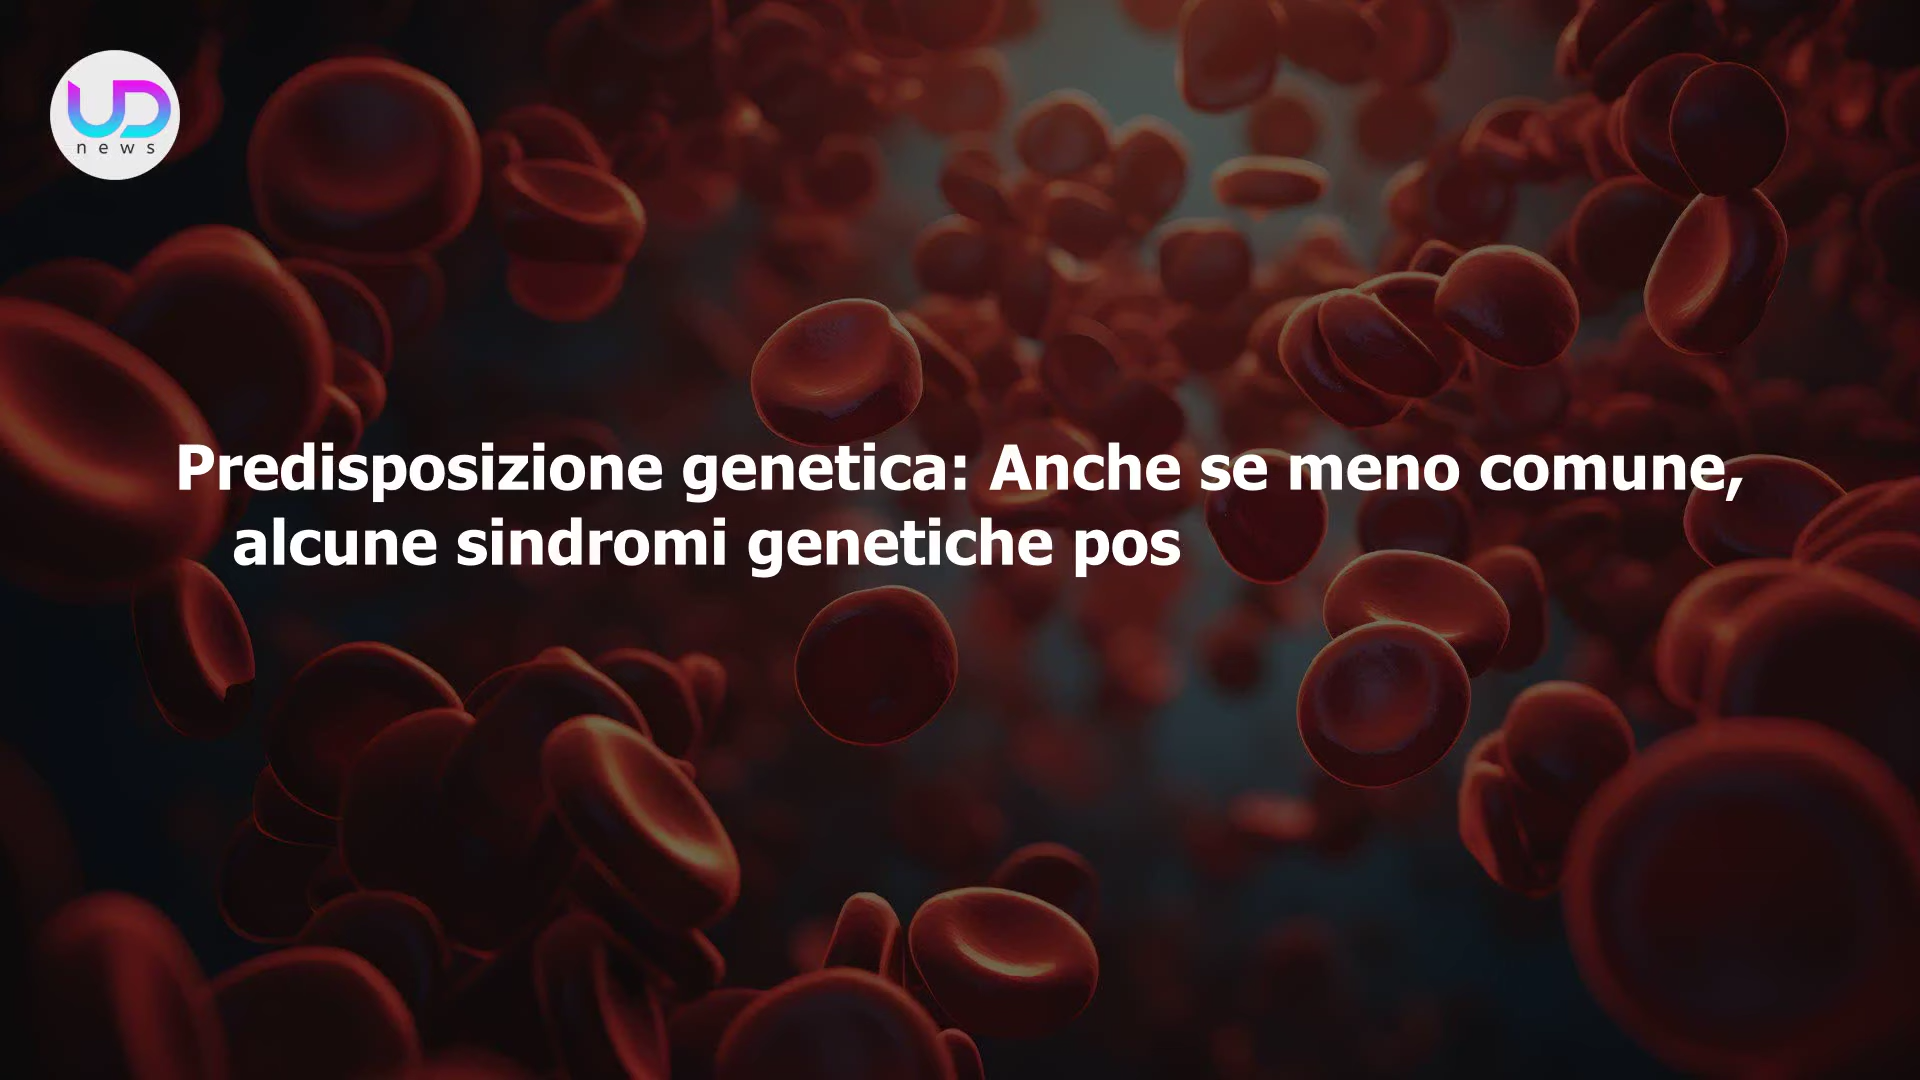 UD
news
Predisposizione genetica: Anche se meno comune,
alcune sindromi genetiche pos